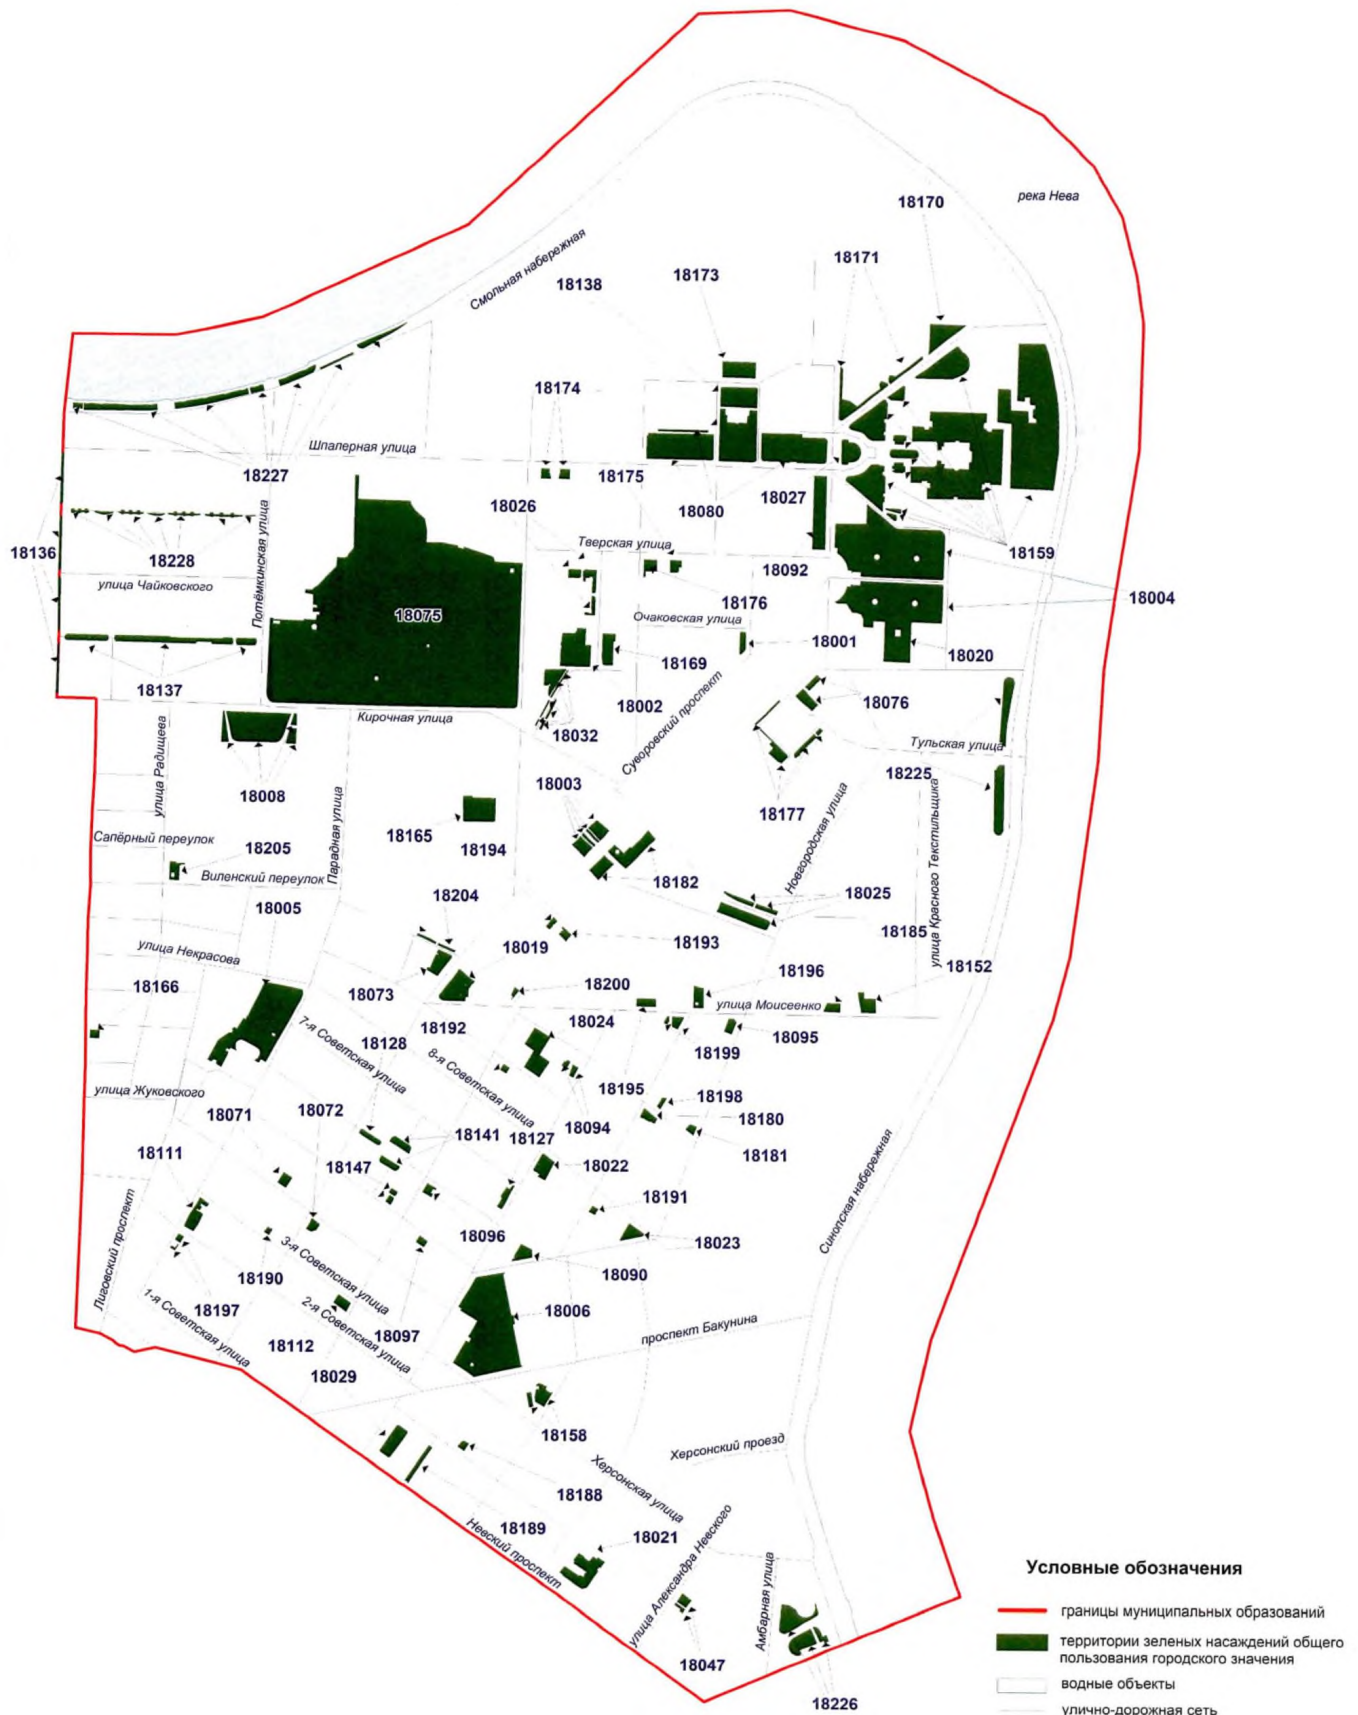 река Нева
18170
Смольная набережная
18171
18173
18138
18174
Шпалерная улица
18227
18175
18026
18080
18027
18136
18228
Тверская улица
18159
18092
улица Чайковского
Потёмкинская улица
18004
18176
18075
Очаковская улица
18001
18020
18169
18137
18002
18076
Кирочная улица
18032
Суворовский проспект
Тульская улица
улица Радищева
18225
18003
18008
18177
Парадная улица
Новгородская улица
улица Красного Текстильщика
Сапёрный переулок
18165
18194
18205
Виленский переулок
18182
18204
18025
18005
18185
18193
18019
улица Некрасова
18152
18196
18166
18073
18200
улица Моисеенко
7-я Советская улица
18192
18024
18128
18095
18199
8-я Советская улица
18195
улица Жуковского
18198
18072
18071
18180
18094
18127
18141
18111
18181
18147
18022
18191
Синопская набережная
Лиговский проспект
18096
18023
3-я Советская улица
18190
18090
18197
2-я Советская улица
18006
1-я Советская улица
18097
проспект Бакунина
18112
18029
18158
Херсонский проезд
Херсонская улица
18188
18189
Невский проспект
18021
улица Александра Невского
Амбарная улица
18047
18226
Условные обозначения
границы муниципальных образований
территории зеленых насаждений общего
пользования городского значения
водные объекты
улично-дорожная сеть